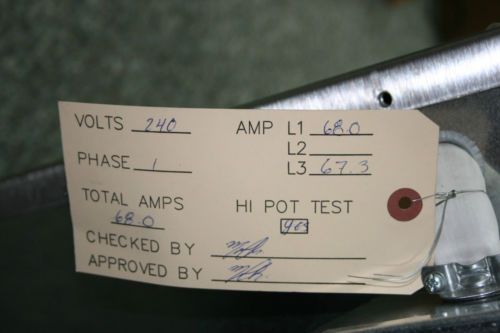 VOLTS 240 AMP L1 68.0
L2
PHASE 1 L3 67.3
TOTAL AMPS HI POT TEST
68.0 yes
CHECKED BY
APPROVED BY